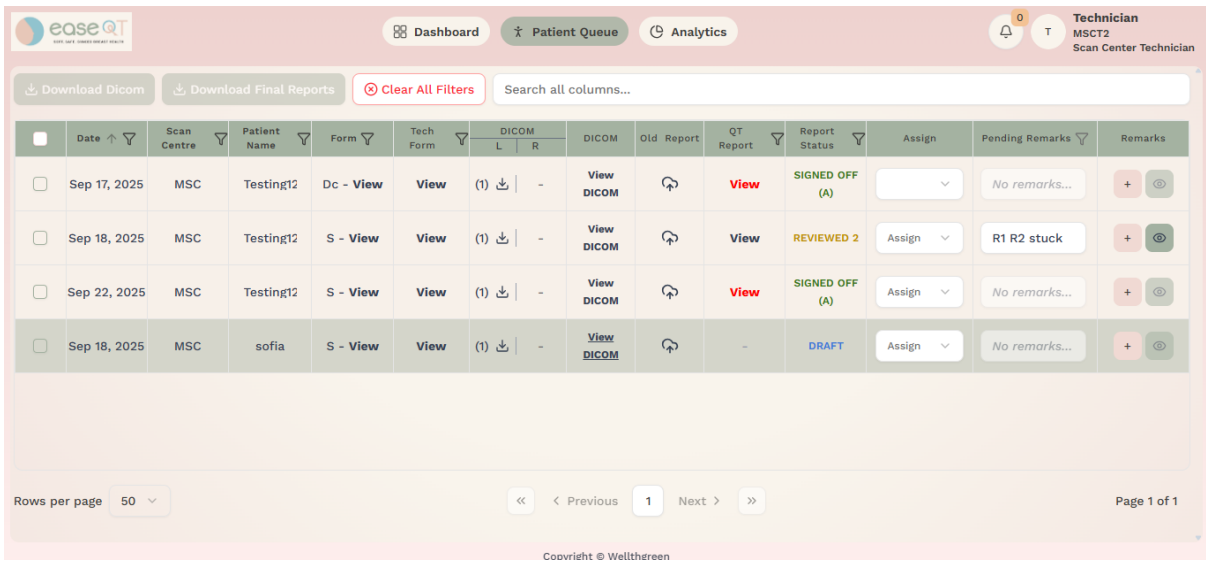 easeQT
Dashboard
Patient Queue
Analytics
0
T
Technician
MSCT2
Scan Center Technician
Download Dicom
Download Final Reports
Clear All Filters
Search all columns...
Date
Scan Centre
Patient Name
Form
Tech Form
DICOM
L R
DICOM
Old Report
QT Report
Report Status
Assign
Pending Remarks
Remarks
Sep 17, 2025 MSC Testing12 Dc - View View (1) - View DICOM View SIGNED OFF (A) No remarks... +
Sep 18, 2025 MSC Testing12 S - View View (1) - View DICOM View REVIEWED 2 Assign R1 R2 stuck +
Sep 22, 2025 MSC Testing12 S - View View (1) - View DICOM View SIGNED OFF (A) Assign No remarks... +
Sep 18, 2025 MSC sofia S - View View (1) - View DICOM - DRAFT Assign No remarks... +
Rows per page 50
« < Previous 1 Next > »
Page 1 of 1
Copyright © Wellthgreen